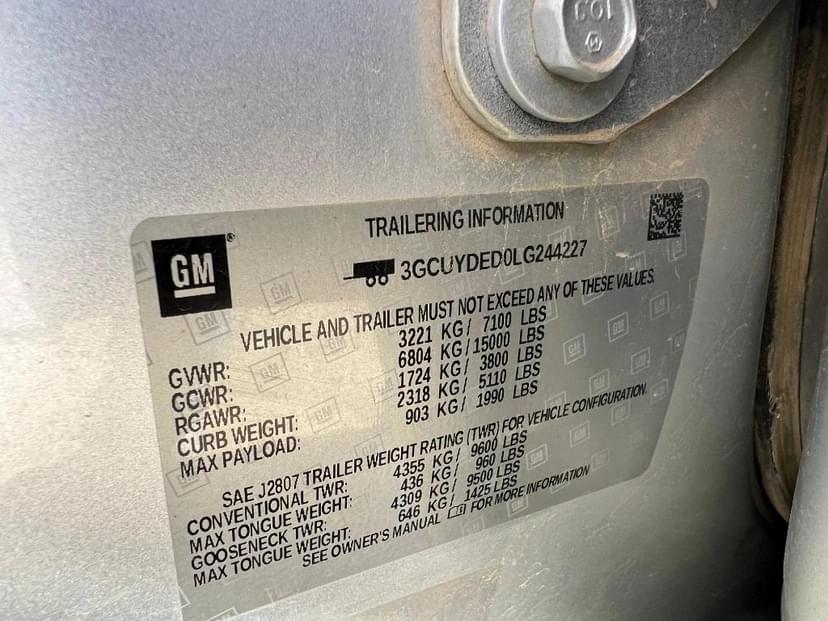 10.9
GM®
TRAILERING INFORMATION
3GCUYDED0LG244227
VEHICLE AND TRAILER MUST NOT EXCEED ANY OF THESE VALUES.
GVWR: 3221 KG/ 7100 LBS
GCWR: 6804 KG/ 15000 LBS
RGAWR: 1724 KG/ 3800 LBS
CURB WEIGHT: 2318 KG/ 5110 LBS
MAX PAYLOAD: 903 KG/ 1990 LBS
SAE J2807 TRAILER WEIGHT RATING (TWR) FOR VEHICLE CONFIGURATION.
CONVENTIONAL TWR: 4355 KG/ 9600 LBS
MAX TONGUE WEIGHT: 436 KG/ 960 LBS
GOOSENECK TWR: 4309 KG/ 9500 LBS
MAX TONGUE WEIGHT: 646 KG/ 1425 LBS
SEE OWNER'S MANUAL FOR MORE INFORMATION